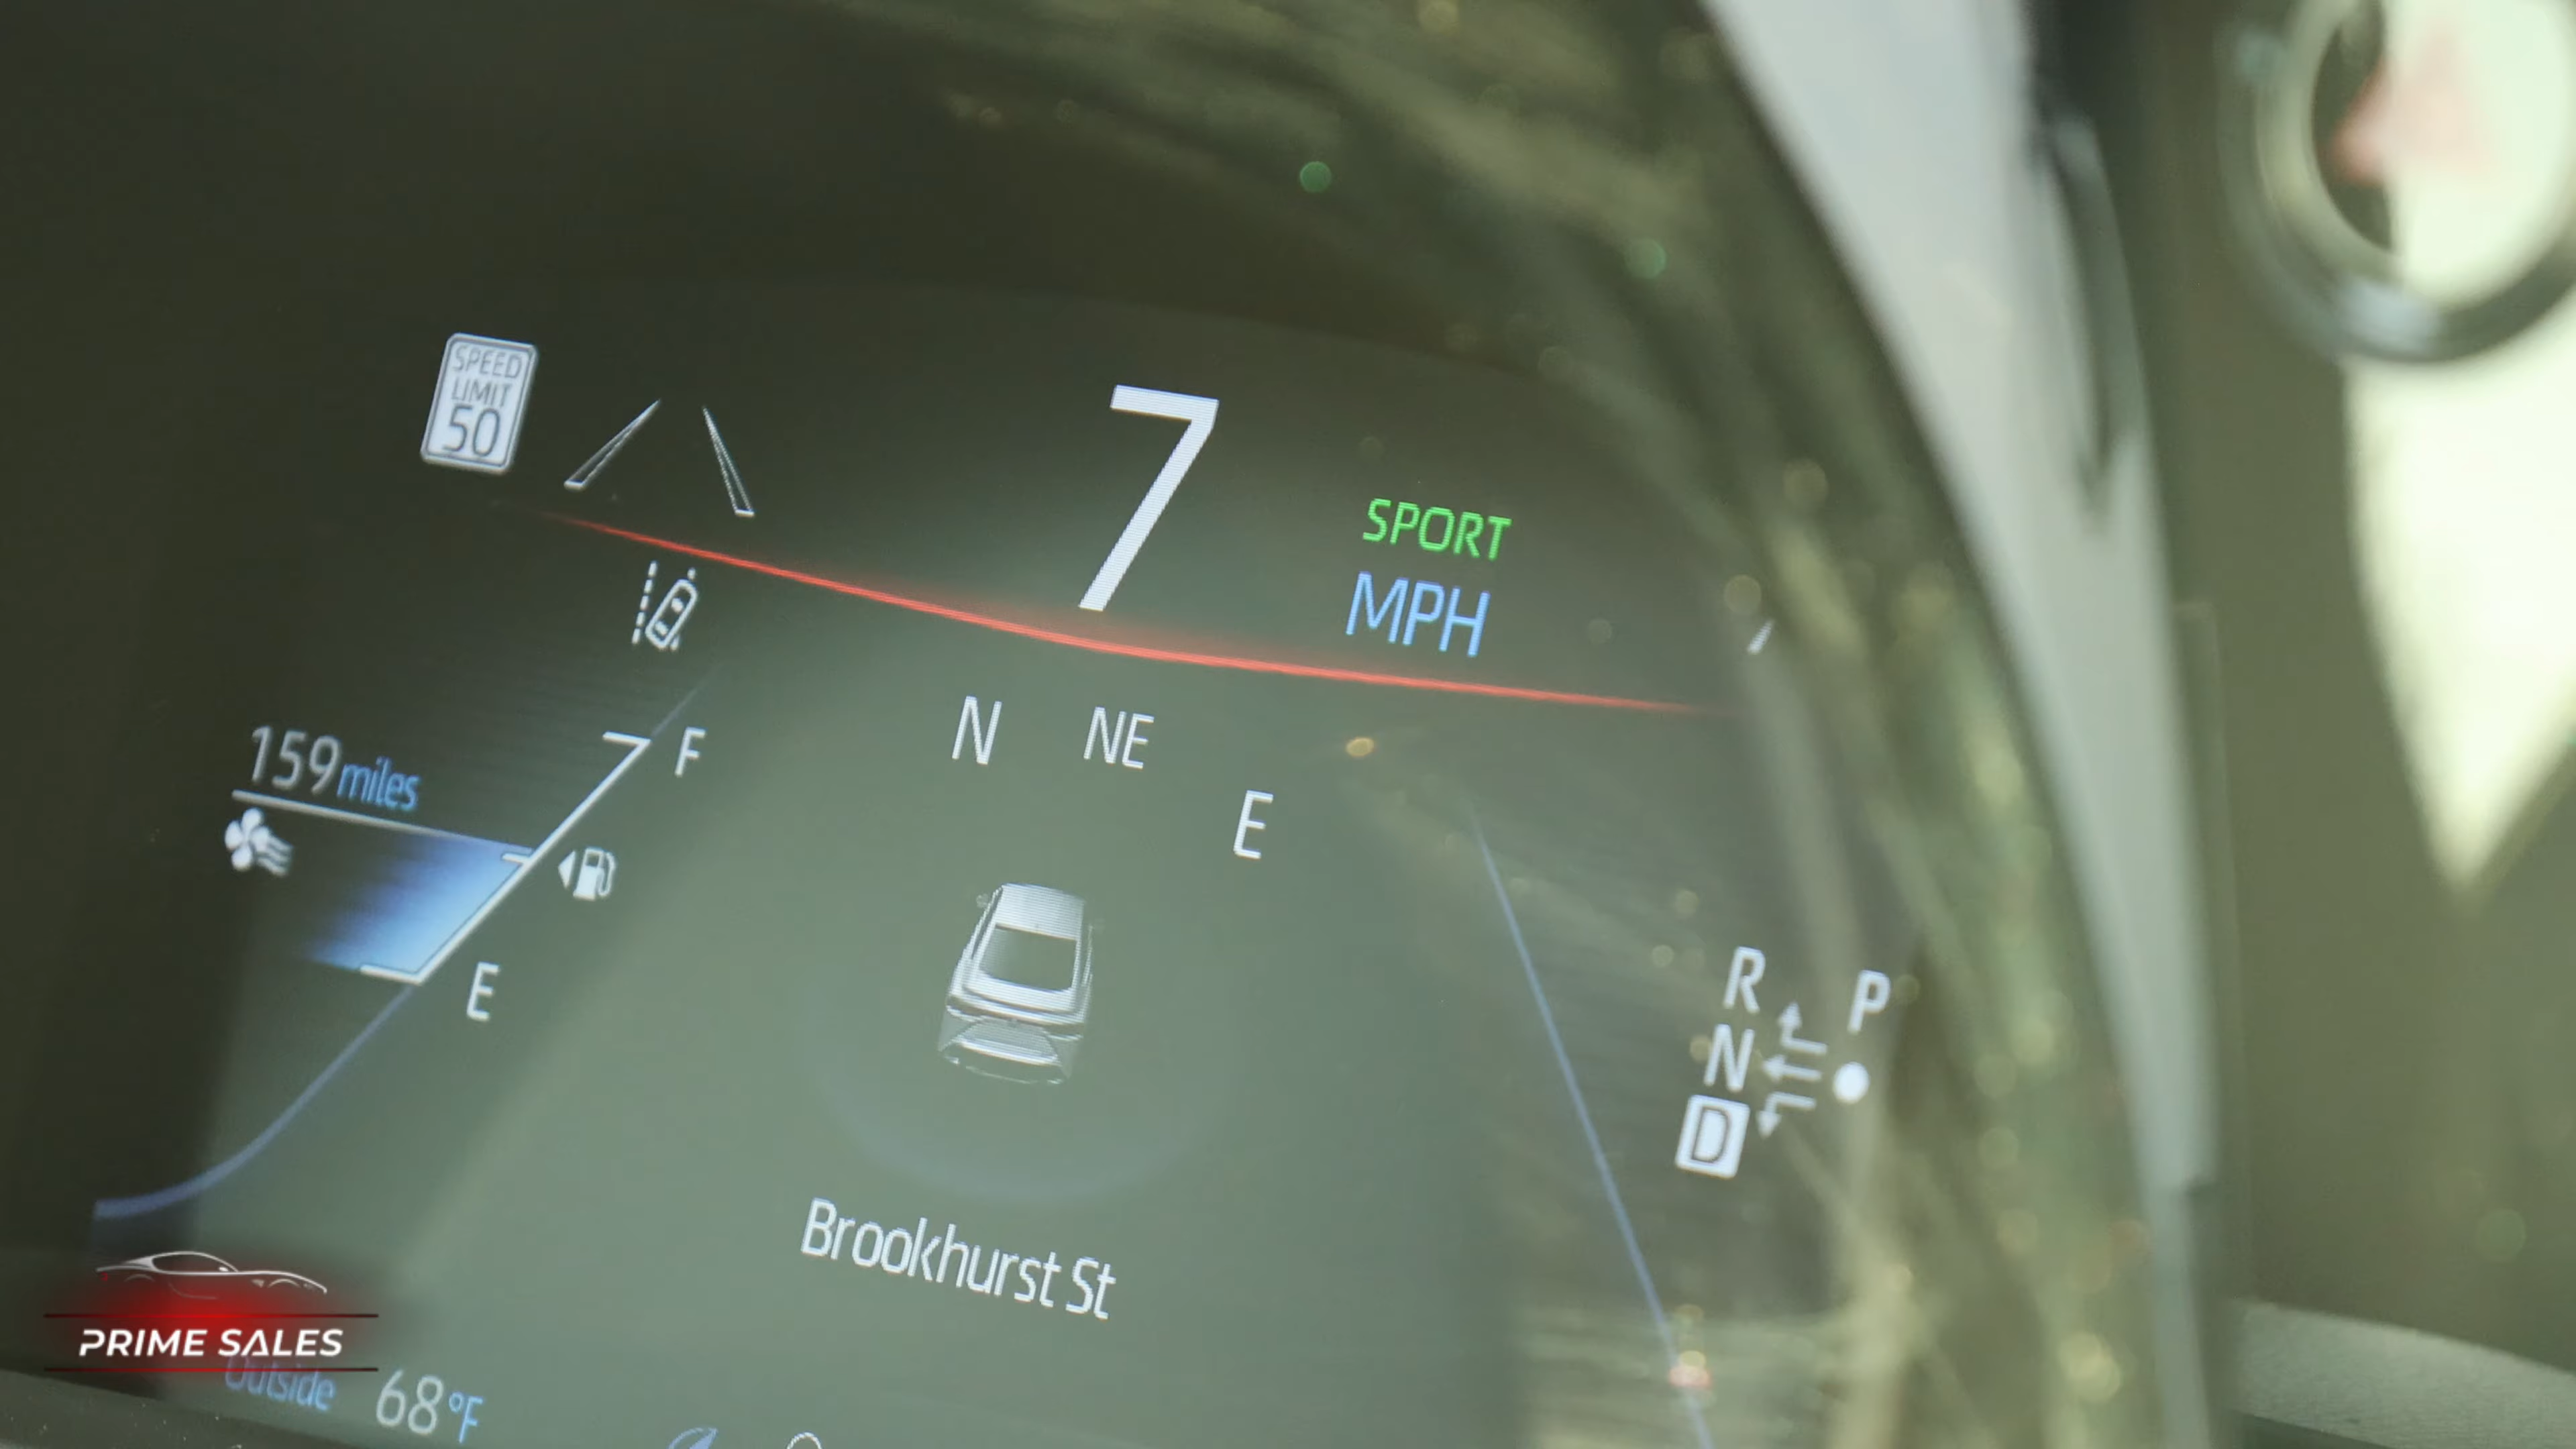 SPEED
LIMIT
50
7
SPORT
MPH
N NE E
159 miles
F
E
R P
N
D
Brookhurst St
PRIME SALES
Outside 68°F